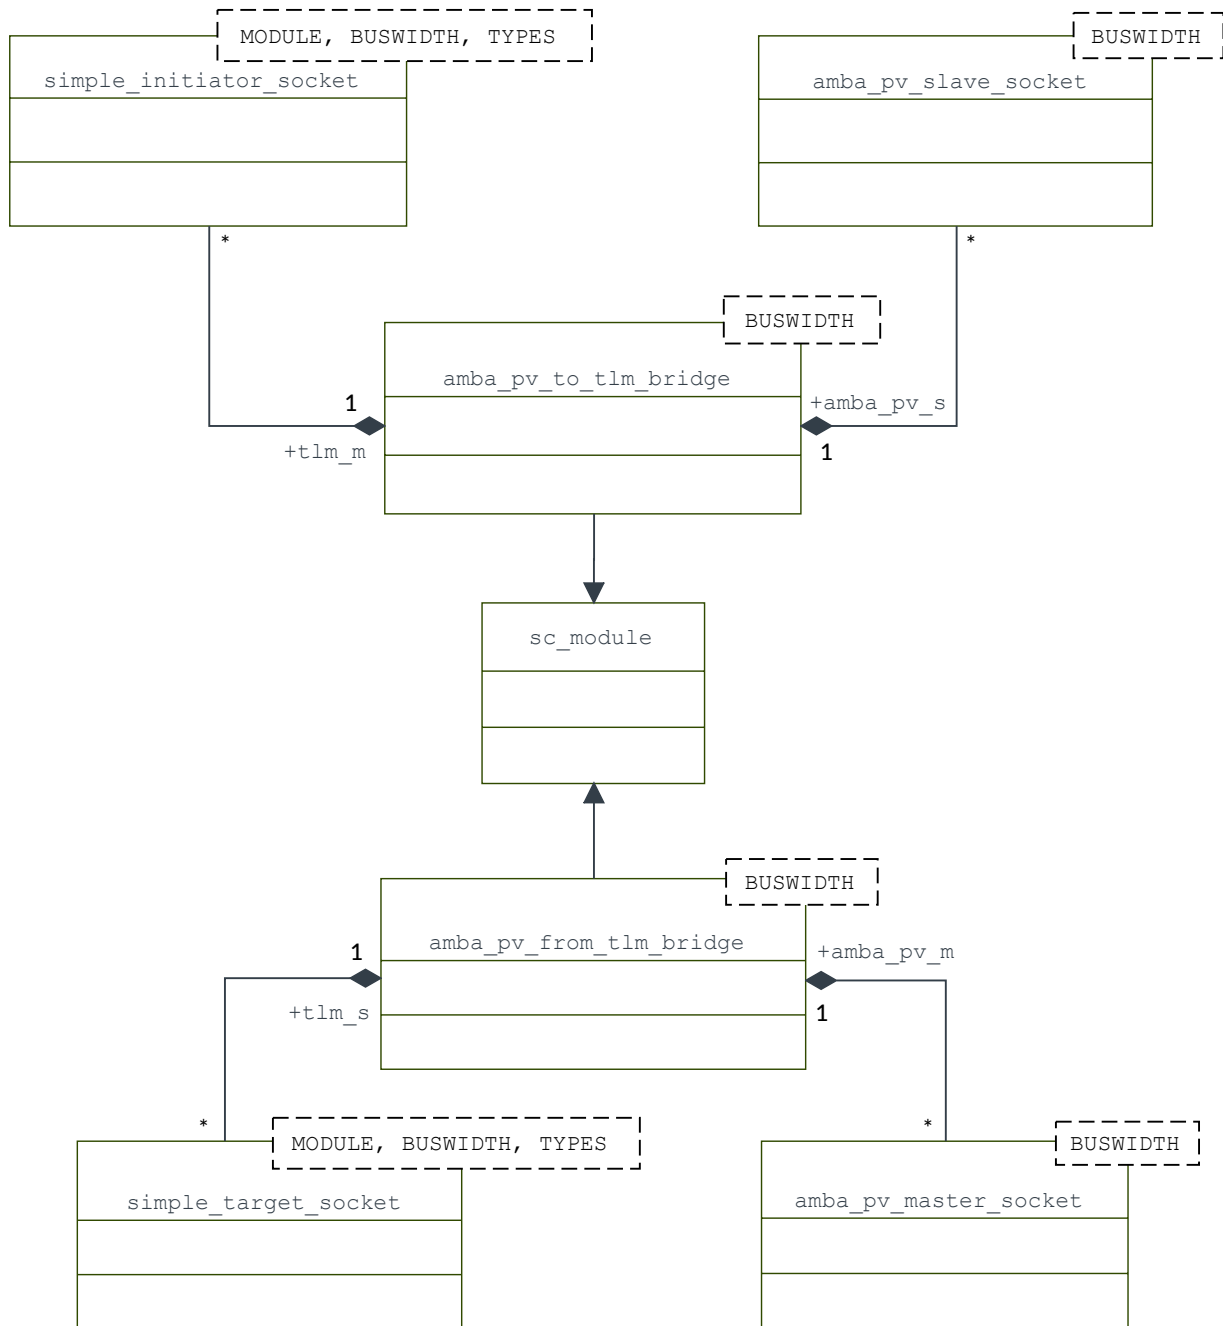 MODULE, BUSWIDTH, TYPES
simple_initiator_socket
*
BUSWIDTH
amba_pv_slave_socket
*
BUSWIDTH
amba_pv_to_tlm_bridge
1
+tlm_m
+amba_pv_s
1
sc_module
BUSWIDTH
amba_pv_from_tlm_bridge
1
+tlm_s
+amba_pv_m
1
*
MODULE, BUSWIDTH, TYPES
simple_target_socket
*
BUSWIDTH
amba_pv_master_socket